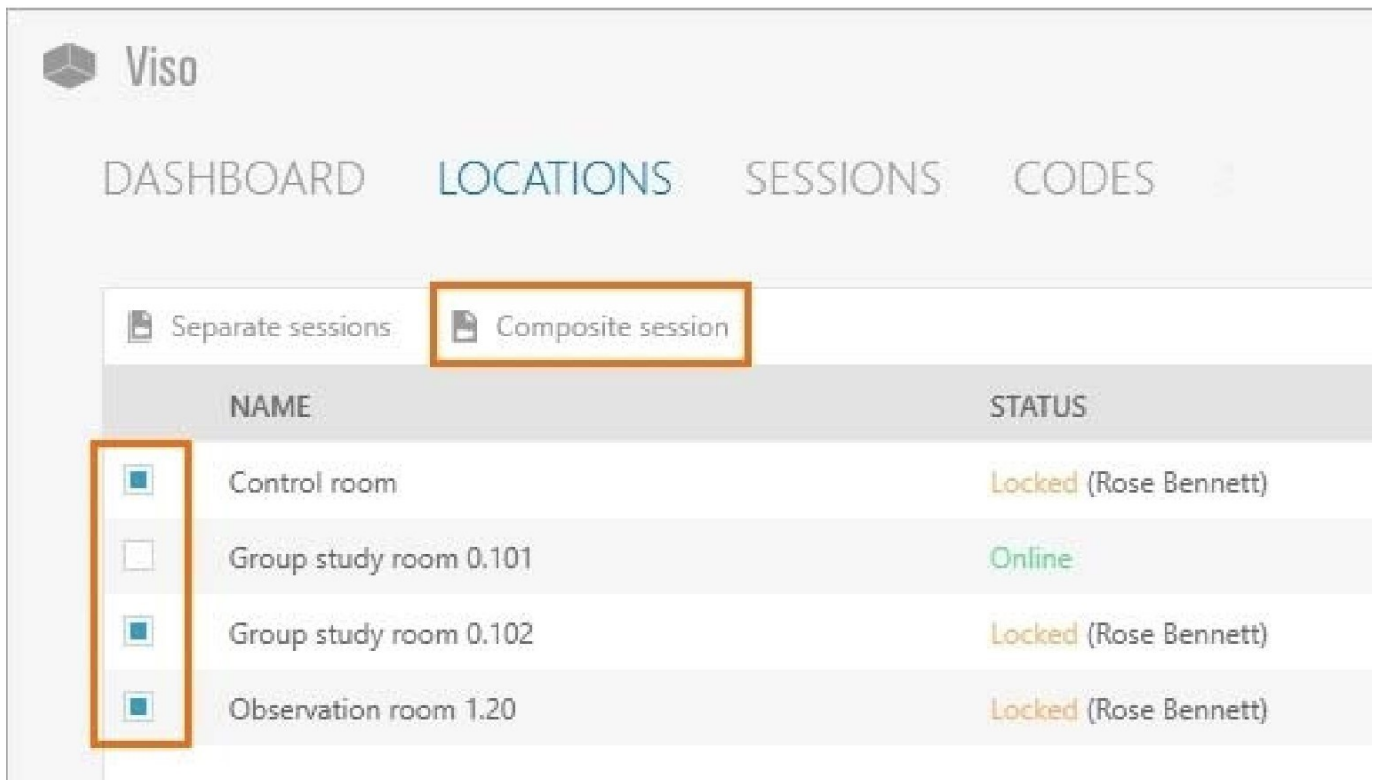 Viso
DASHBOARD LOCATIONS SESSIONS CODES
Separate sessions Composite session
NAME STATUS
Control room Locked (Rose Bennett)
Group study room 0.101 Online
Group study room 0.102 Locked (Rose Bennett)
Observation room 1.20 Locked (Rose Bennett)